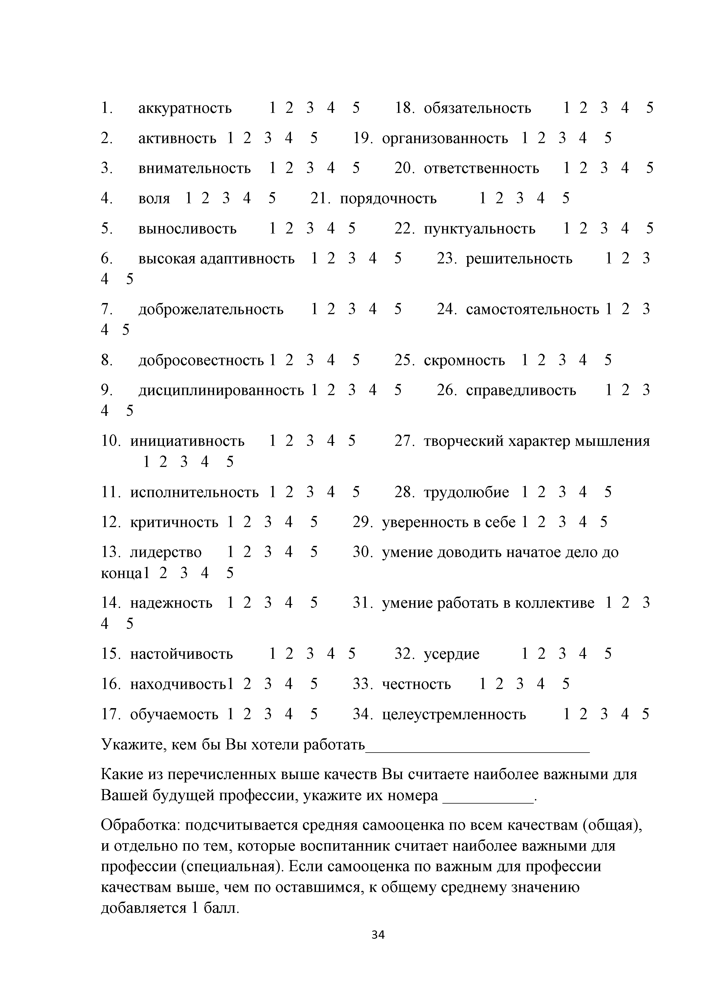 1. аккуратность 1 2 3 4 5 18. обязательность 1 2 3 4 5
2. активность 1 2 3 4 5 19. организованность 1 2 3 4 5
3. внимательность 1 2 3 4 5 20. ответственность 1 2 3 4 5
4. воля 1 2 3 4 5 21. порядочность 1 2 3 4 5
5. выносливость 1 2 3 4 5 22. пунктуальность 1 2 3 4 5
6. высокая адаптивность 1 2 3 4 5 23. решительность 1 2 3
4 5
7. доброжелательность 1 2 3 4 5 24. самостоятельность 1 2 3
4 5
8. добросовестность 1 2 3 4 5 25. скромность 1 2 3 4 5
9. дисциплинированность 1 2 3 4 5 26. справедливость 1 2 3
4 5
10. инициативность 1 2 3 4 5 27. творческий характер мышления
1 2 3 4 5
11. исполнительность 1 2 3 4 5 28. трудолюбие 1 2 3 4 5
12. критичность 1 2 3 4 5 29. уверенность в себе 1 2 3 4 5
13. лидерство 1 2 3 4 5 30. умение доводить начатое дело до
конца1 2 3 4 5
14. надежность 1 2 3 4 5 31. умение работать в коллективе 1 2 3
4 5
15. настойчивость 1 2 3 4 5 32. усердие 1 2 3 4 5
16. находчивость1 2 3 4 5 33. честность 1 2 3 4 5
17. обучаемость 1 2 3 4 5 34. целеустремленность 1 2 3 4 5
Укажите, кем бы Вы хотели работать___________________________
Какие из перечисленных выше качеств Вы считаете наиболее важными для
Вашей будущей профессии, укажите их номера ___________.
Обработка: подсчитывается средняя самооценка по всем качествам (общая),
и отдельно по тем, которые воспитанник считает наиболее важными для
профессии (специальная). Если самооценка по важным для профессии
качествам выше, чем по оставшимся, к общему среднему значению
добавляется 1 балл.
34